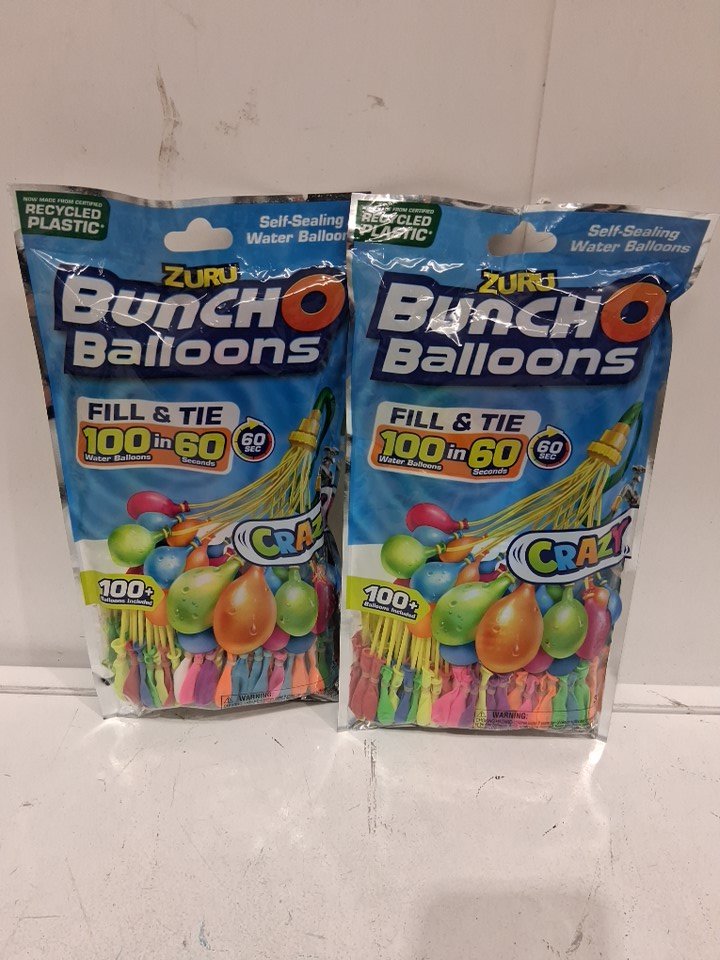 NOW MADE FROM CERTIFIED
RECYCLED
PLASTIC*
Self-Sealing
Water Balloon
ZURU
BUNCH O
Balloons
FILL & TIE
100 in 60
Water Balloons
Seconds
60
SEC
CRAZ
100+
Balloons Included
WARNING:
RECYCLED
PLASTIC*
Self-Sealing
Water Balloons
ZURU
BUNCH O
Balloons
FILL & TIE
100 in 60
Water Balloons
Seconds
60
SEC
CRAZY
100+
Balloons Included
WARNING: